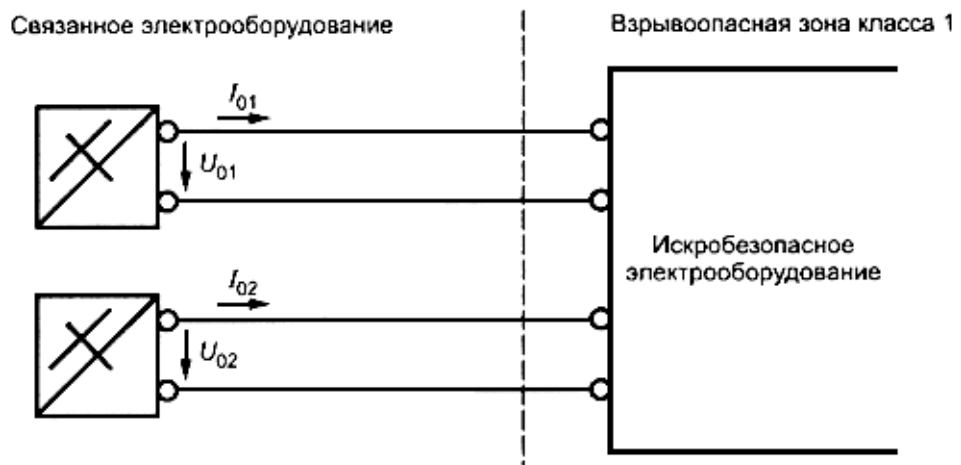 Связанное электрооборудование
Взрывоопасная зона класса 1
I01
U01
Искробезопасное
электрооборудование
I02
U02